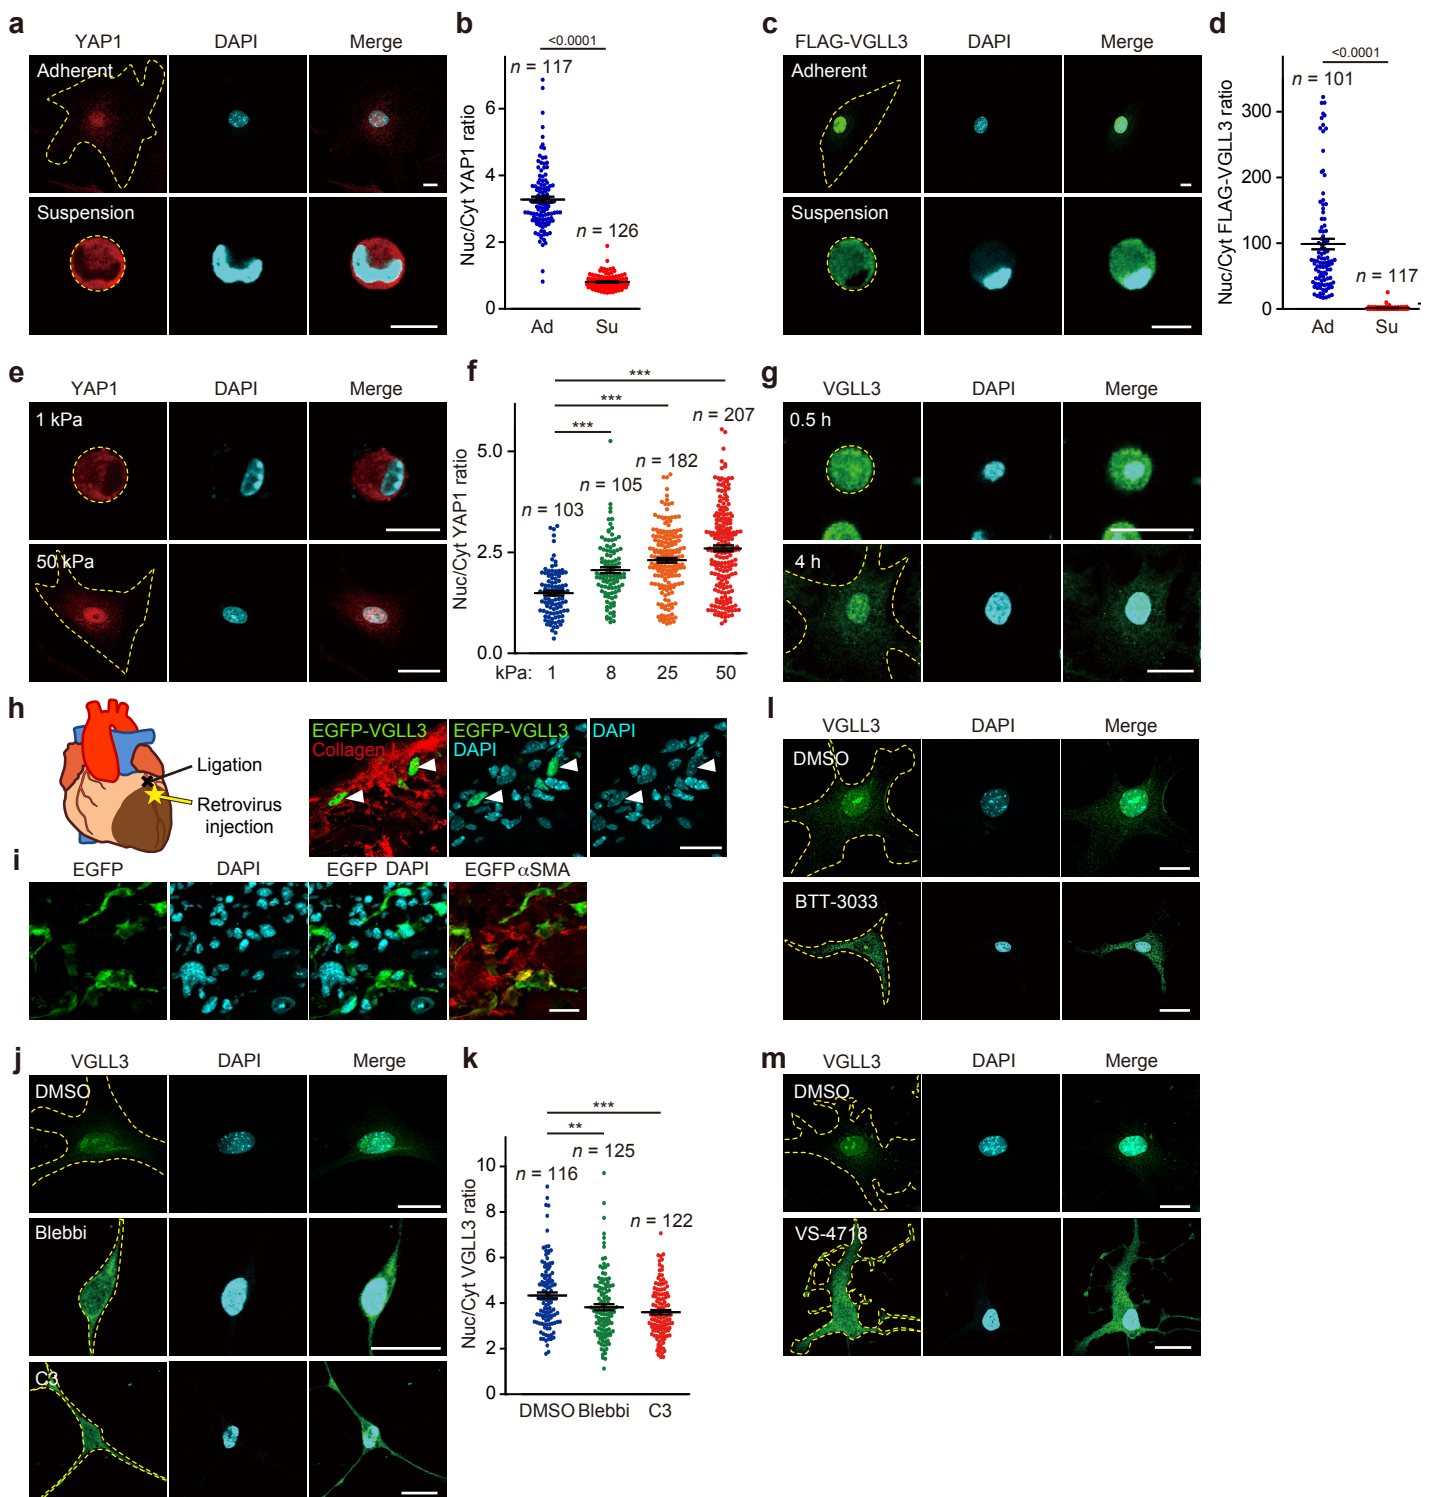 a
YAP1 DAPI Merge
Adherent
Suspension
b
<0.0001
n = 117
n = 126
Nuc/Cyt YAP1 ratio
6
4
2
0
Ad Su
c
FLAG-VGLL3 DAPI Merge
Adherent
Suspension
d
<0.0001
n = 101
n = 117
Nuc/Cyt FLAG-VGLL3 ratio
300
200
100
0
Ad Su
e
YAP1 DAPI Merge
1 kPa
50 kPa
f
***
***
***
n = 207
n = 182
n = 105
n = 103
Nuc/Cyt YAP1 ratio
5.0
2.5
0.0
kPa: 1 8 25 50
g
VGLL3 DAPI Merge
0.5 h
4 h
h
Ligation
Retrovirus
injection
EGFP-VGLL3
Collagen I
EGFP-VGLL3
DAPI
DAPI
i
EGFP DAPI EGFP DAPI EGFP αSMA
l
VGLL3 DAPI Merge
DMSO
BTT-3033
j
VGLL3 DAPI Merge
DMSO
Blebbi
C3
k
***
**
n = 125
n = 116
n = 122
Nuc/Cyt VGLL3 ratio
10
8
6
4
2
0
DMSO Blebbi C3
m
VGLL3 DAPI Merge
DMSO
VS-4718